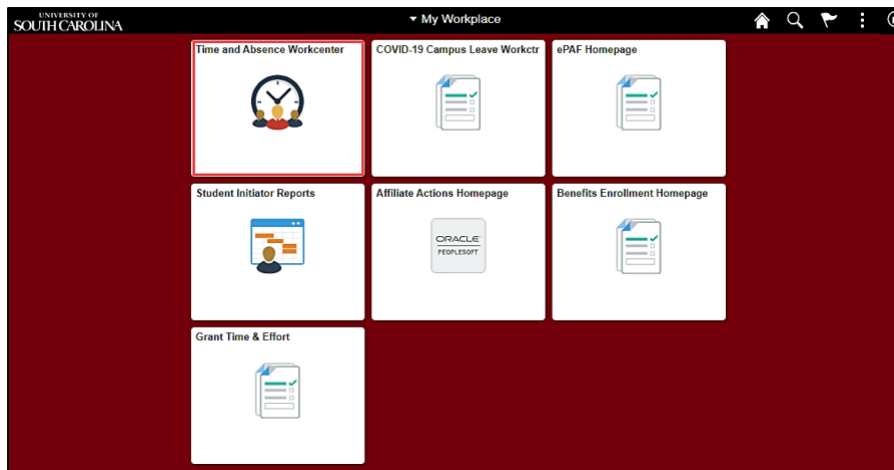 UNIVERSITY OF
SOUTH CAROLINA
My Workplace
Time and Absence Workcenter
COVID-19 Campus Leave Workctr
ePAF Homepage
Student Initiator Reports
Affiliate Actions Homepage
Benefits Enrollment Homepage
ORACLE
PEOPLESOFT
Grant Time & Effort